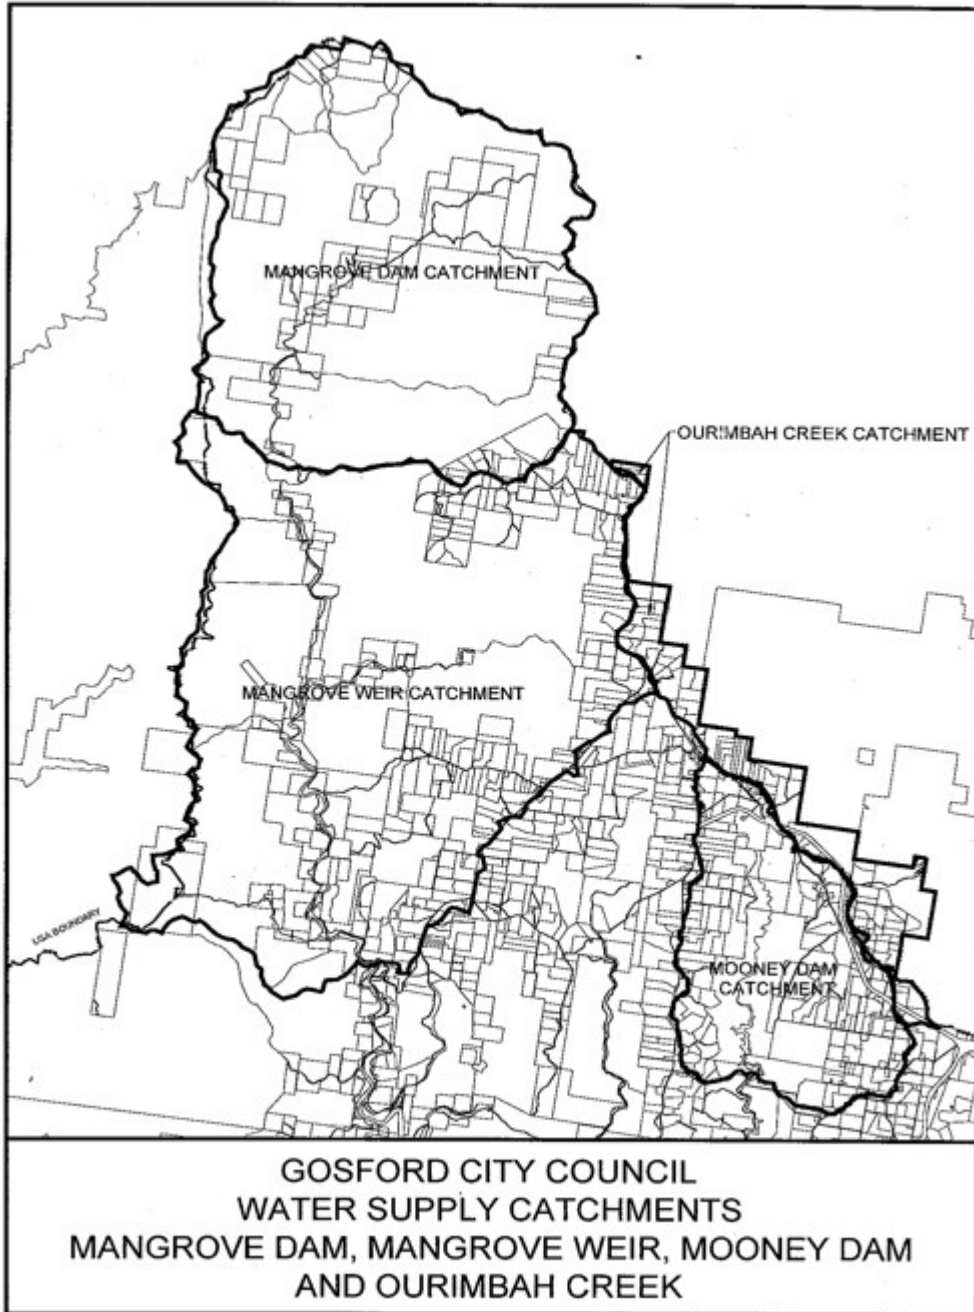 MANGROVE DAM CATCHMENT
OURIMBAH CREEK CATCHMENT
MANGROVE WEIR CATCHMENT
LGA BOUNDARY
MOONEY DAM
CATCHMENT
GOSFORD CITY COUNCIL
WATER SUPPLY CATCHMENTS
MANGROVE DAM, MANGROVE WEIR, MOONEY DAM
AND OURIMBAH CREEK